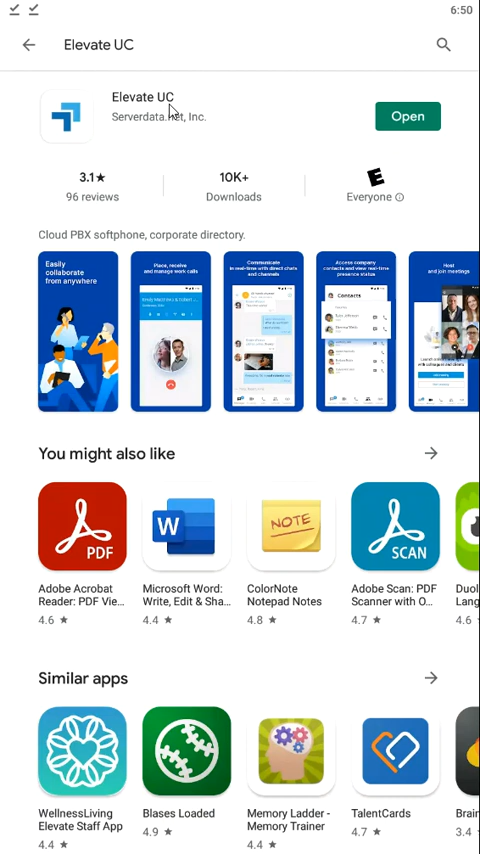 6:50
Elevate UC
Elevate UC
Serverdata.net, Inc.
Open
3.1★
10K+
E
96 reviews
Downloads
Everyone
Cloud PBX softphone, corporate directory.
Easily
collaborate
from anywhere
Place, receive
and manage work calls
Communicate
in real-time with direct chats
and channels
Access company
contacts and view real-time
presence status
Contacts
Host
and join meetings
You might also like
PDF
W
NOTE
SCAN
Adobe Acrobat
Reader: PDF Vie...
Microsoft Word:
Write, Edit & Sha...
ColorNote
Notepad Notes
Adobe Scan: PDF
Scanner with O...
Duol
Lang
4.6 ★
4.4 ★
4.8 ★
4.7 ★
4.6
Similar apps
WellnessLiving
Elevate Staff App
Blases Loaded
Memory Ladder -
Memory Trainer
TalentCards
Brain
4.4 ★
4.9 ★
4.4 ★
4.7 ★
3.4